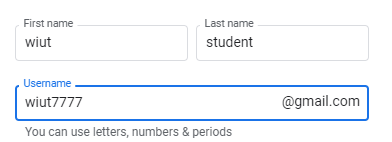 First name Last name
wiut student
Username
wiut7777 @gmail.com
You can use letters, numbers & periods